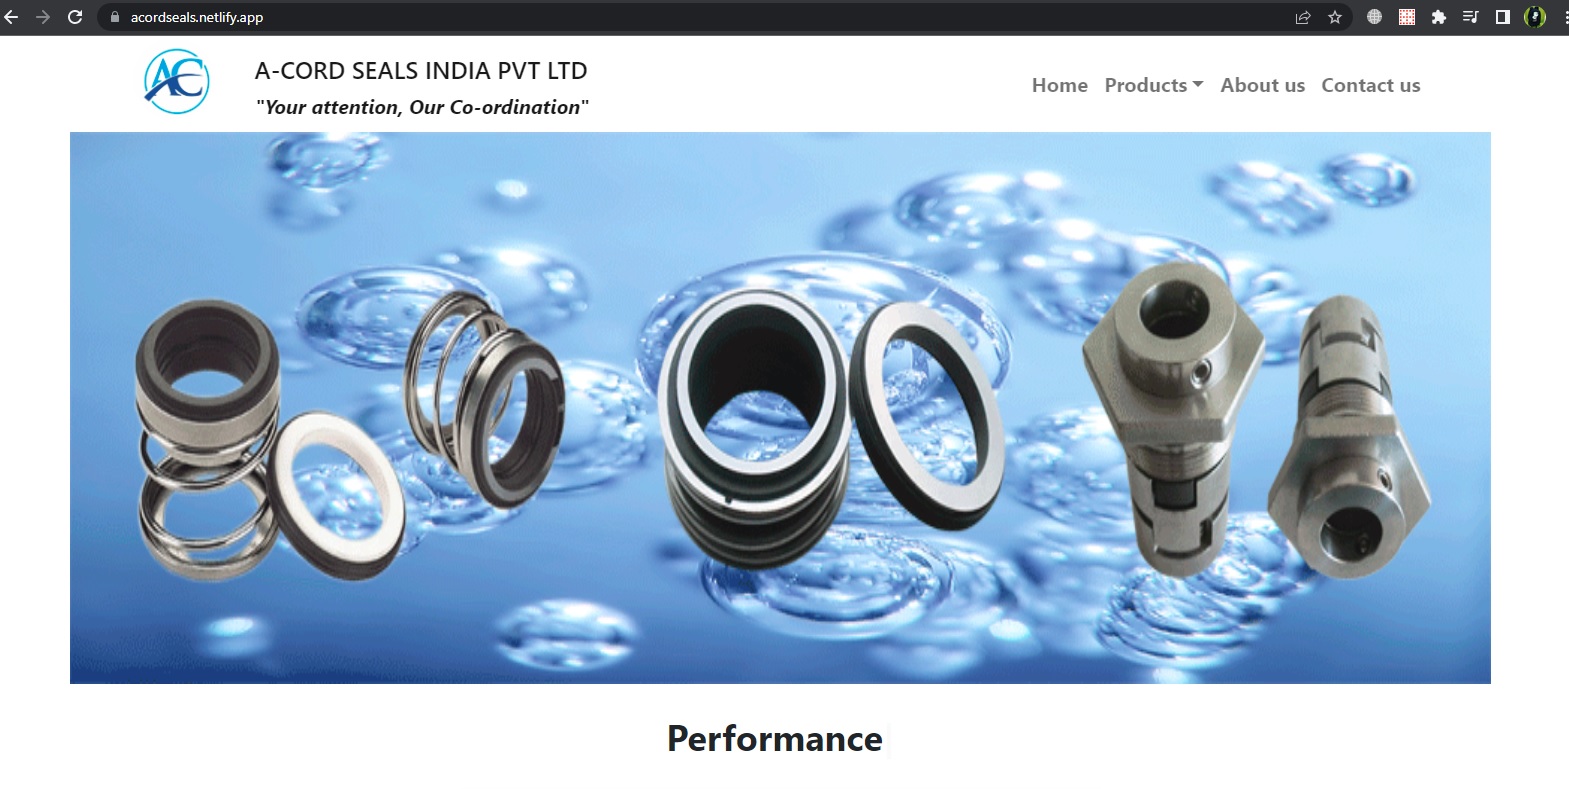 acordseals.netlify.app
AC
A-CORD SEALS INDIA PVT LTD
"Your attention, Our Co-ordination"
Home Products About us Contact us
Performance